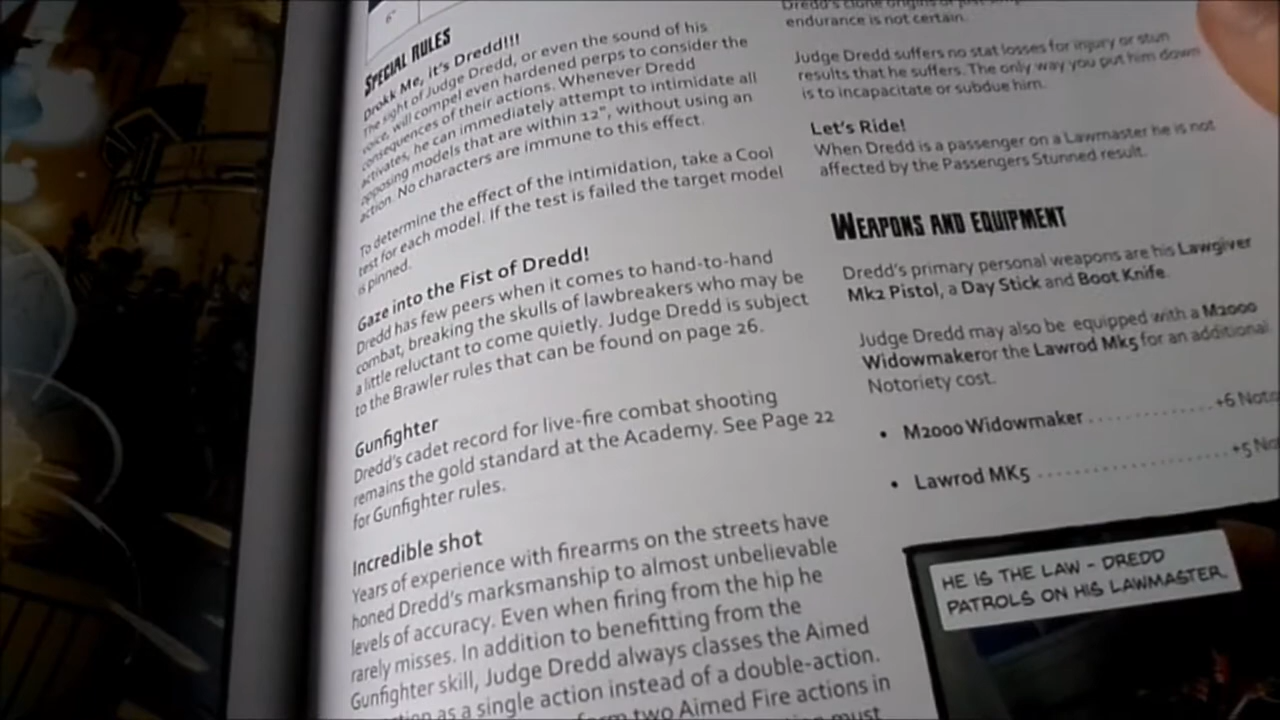 6"
SPECIAL RULES
Drokk Me, it's Dredd!!!
The sight of Judge Dredd, or even the sound of his
voice, will compel even hardened perps to consider the
consequences of their actions. Whenever Dredd
activates, he can immediately attempt to intimidate all
opposing models that are within 12", without using an
action. No characters are immune to this effect.
To determine the effect of the intimidation, take a Cool
test for each model. If the test is failed the target model
is pinned.
Gaze into the Fist of Dredd!
Dredd has few peers when it comes to hand-to-hand
combat, breaking the skulls of lawbreakers who may be
a little reluctant to come quietly. Judge Dredd is subject
to the Brawler rules that can be found on page 26.
Gunfighter
Dredd's cadet record for live-fire combat shooting
remains the gold standard at the Academy. See Page 22
for Gunfighter rules.
Incredible shot
Years of experience with firearms on the streets have
honed Dredd's marksmanship to almost unbelievable
levels of accuracy. Even when firing from the hip he
rarely misses. In addition to benefitting from the
Gunfighter skill, Judge Dredd always classes the Aimed
as a single action instead of a double-action.
two Aimed Fire actions in
must
Dredd's clone origins or just
endurance is not certain.
Judge Dredd suffers no stat losses for injury or stun
results that he suffers. The only way you put him down
is to incapacitate or subdue him.
Let's Ride!
When Dredd is a passenger on a Lawmaster he is not
affected by the Passengers Stunned result.
WEAPONS AND EQUIPMENT
Dredd's primary personal weapons are his Lawgiver
Mk2 Pistol, a Day Stick and Boot Knife.
Judge Dredd may also be equipped with a M2000
Widowmakeror the Lawrod Mk5 for an additional
Notoriety cost.
• M2000 Widowmaker . . . . . . . . . . . . . . +6 Noto
• Lawrod MK5 . . . . . . . . . . . . . . . . . . . . . +5 No
HE IS THE LAW - DREDD
PATROLS ON HIS LAWMASTER.